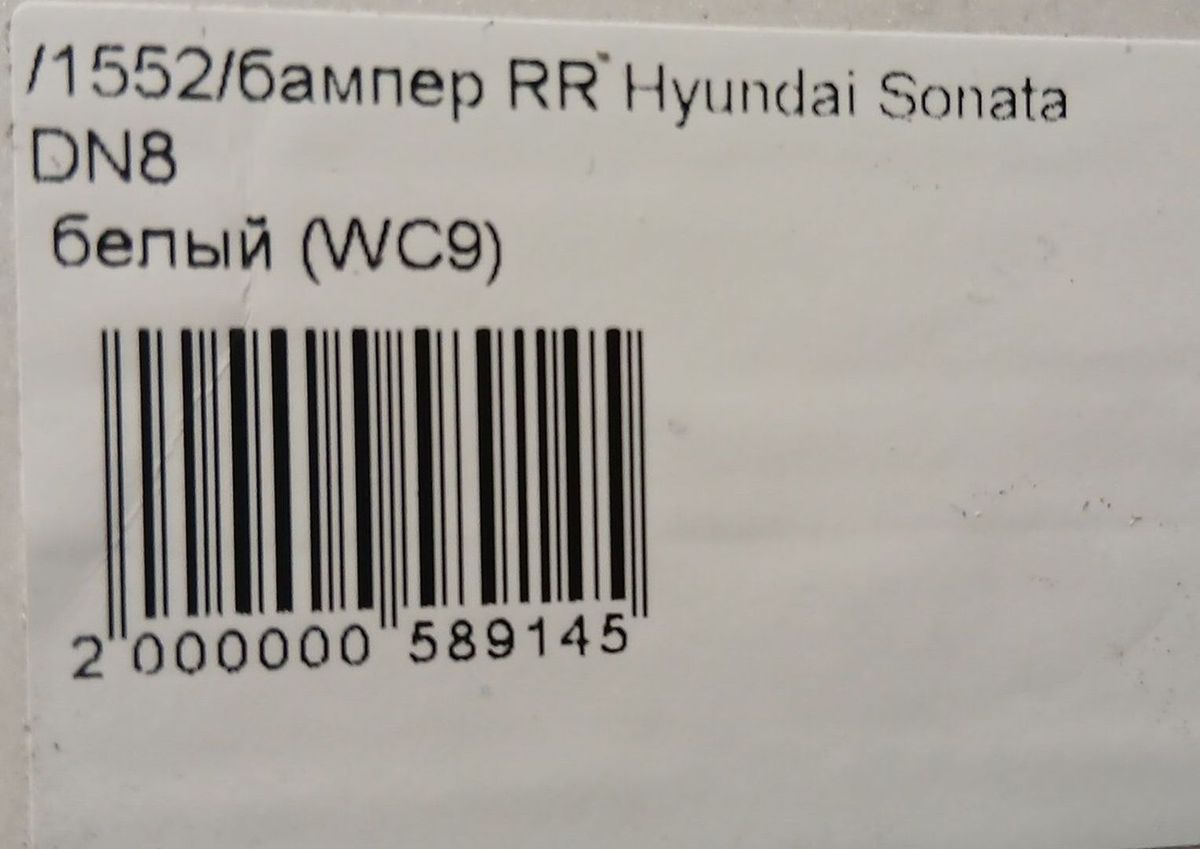 /1552/бампер RR Hyundai Sonata
DN8
белый (WC9)
2 000000 589145